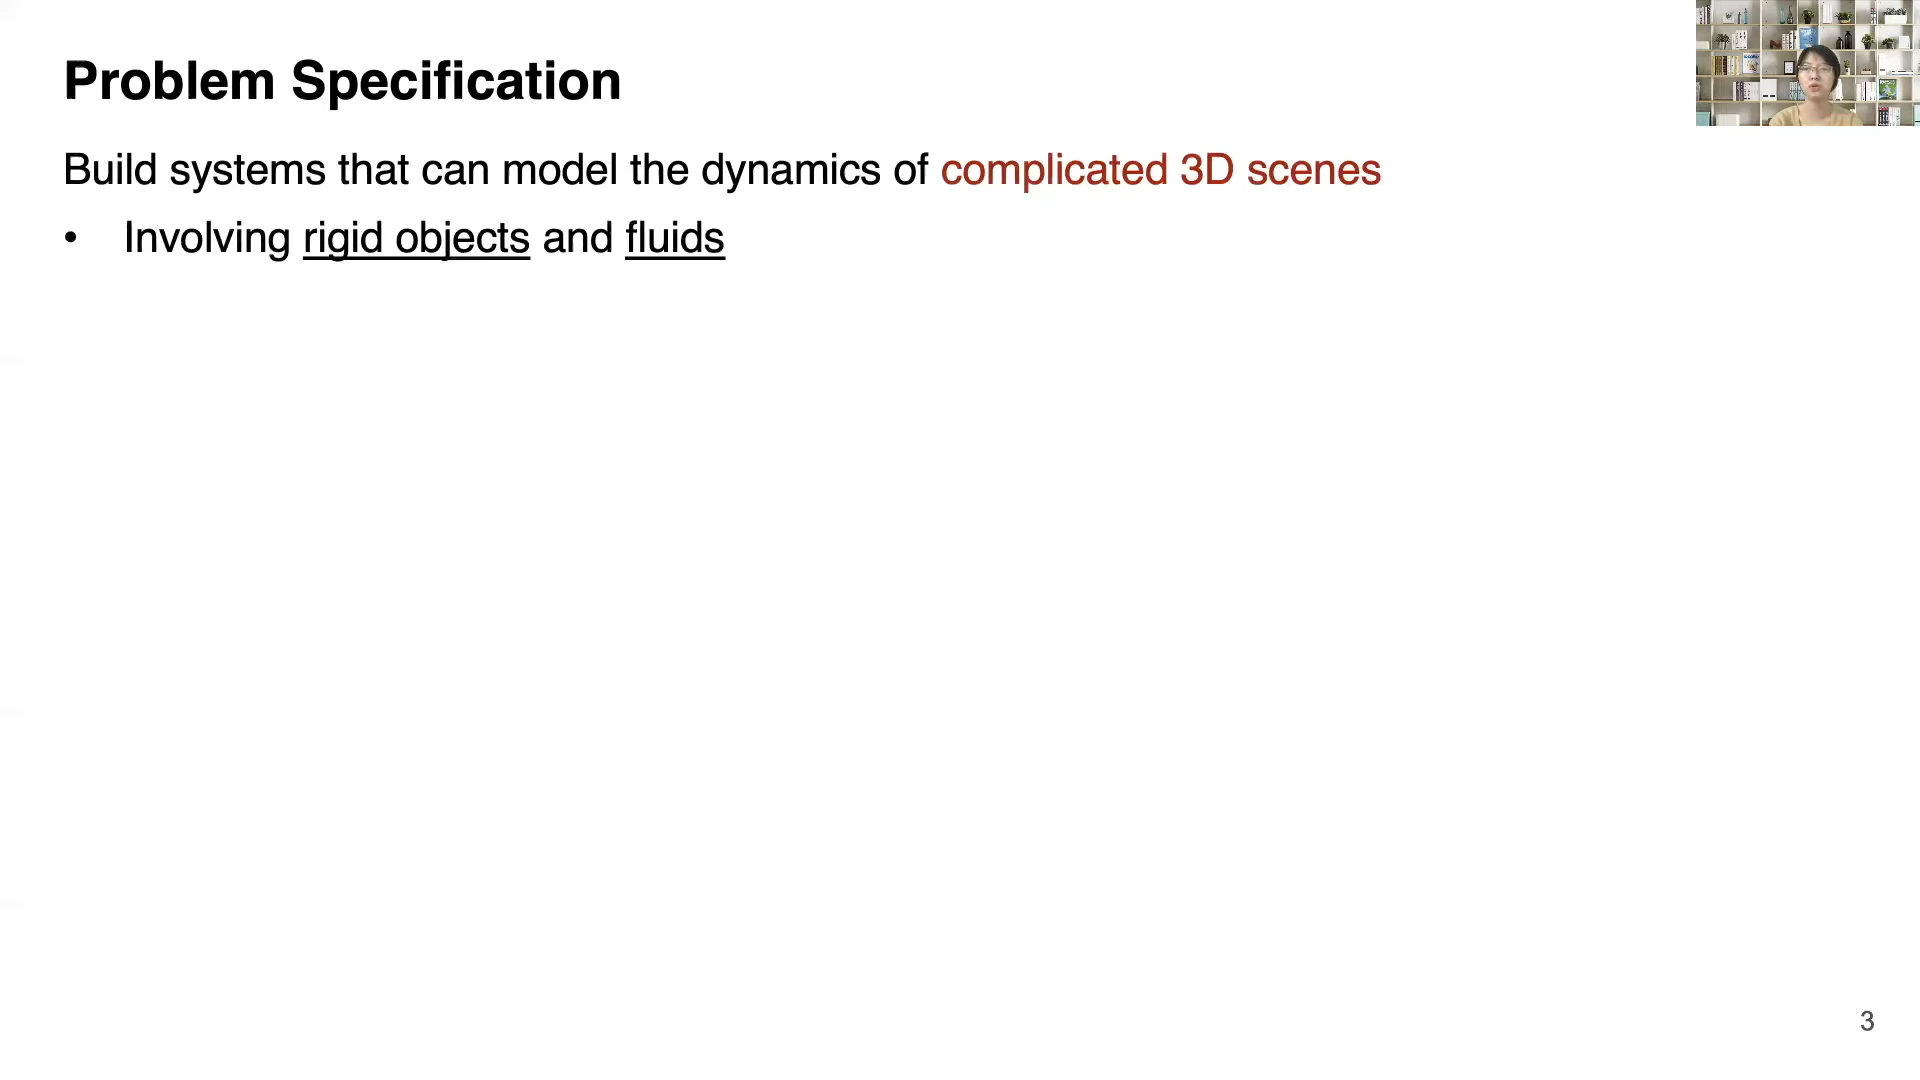 Problem Specification
Build systems that can model the dynamics of complicated 3D scenes
• Involving rigid objects and fluids
3